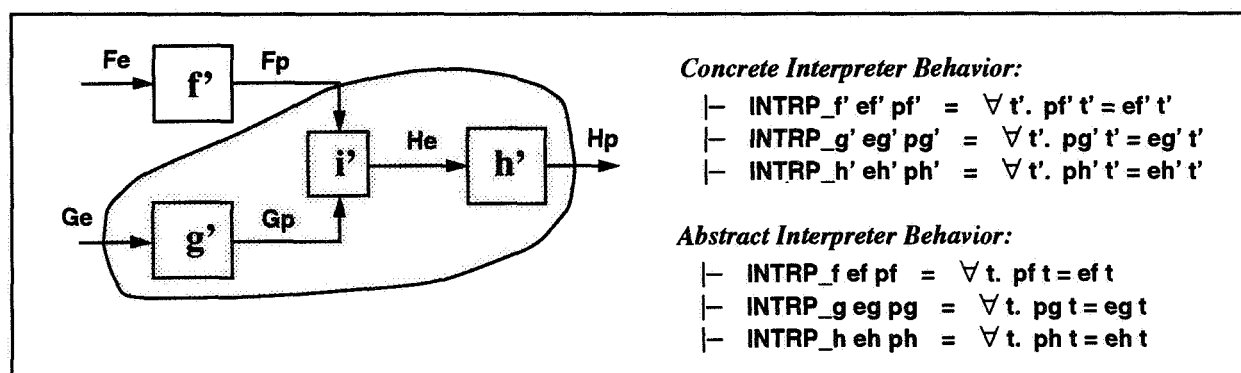 Fe
f’
Fp
i’
He
h’
Hp
Ge
g’
Gp
Concrete Interpreter Behavior:
|– INTRP_f’ ef’ pf’ = ∀ t’. pf’ t’ = ef’ t’
|– INTRP_g’ eg’ pg’ = ∀ t’. pg’ t’ = eg’ t’
|– INTRP_h’ eh’ ph’ = ∀ t’. ph’ t’ = eh’ t’
Abstract Interpreter Behavior:
|– INTRP_f ef pf = ∀ t. pf t = ef t
|– INTRP_g eg pg = ∀ t. pg t = eg t
|– INTRP_h eh ph = ∀ t. ph t = eh t